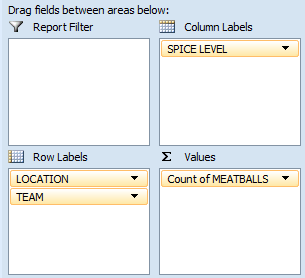 Drag fields between areas below:
Report Filter
Column Labels
SPICE LEVEL
Row Labels
Σ Values
LOCATION
TEAM
Count of MEATBALLS